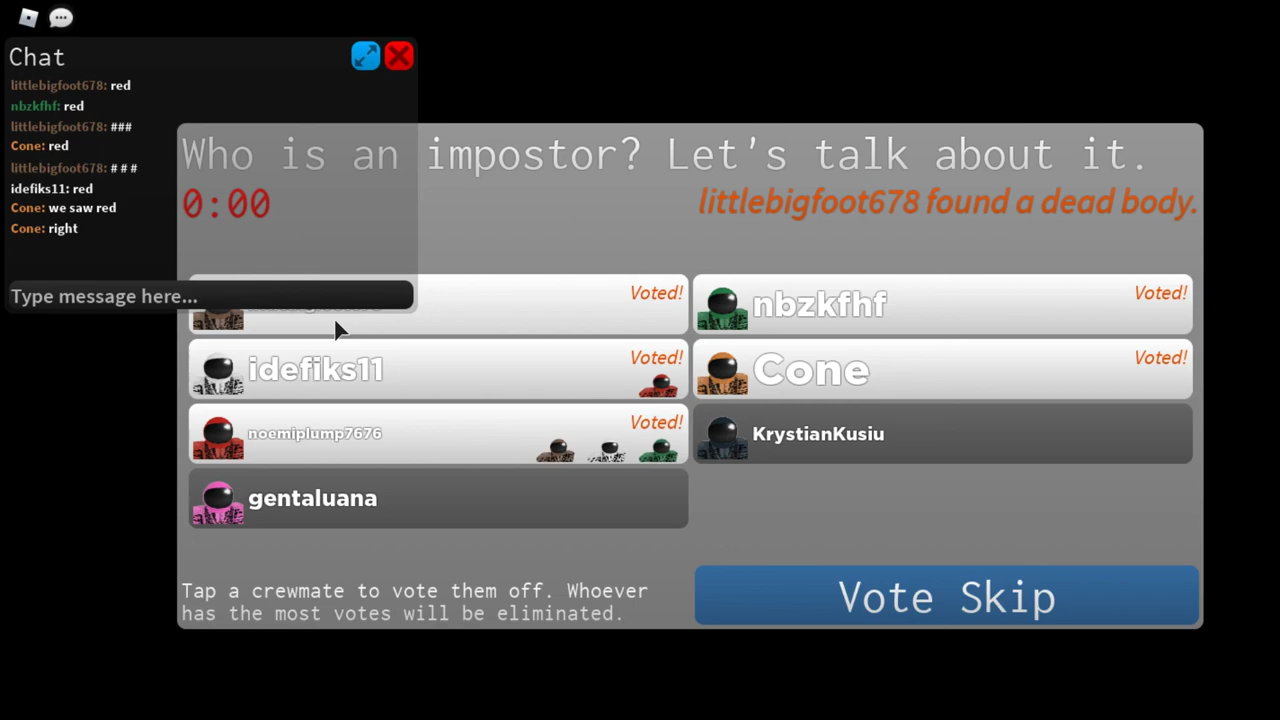 Chat
littlebigfoot678: red
nbzkfhf: red
littlebigfoot678: ###
Cone: red
littlebigfoot678: # # #
idefiks11: red
Cone: we saw red
Cone: right
Type message here...
Who is an impostor? Let's talk about it.
0:00
littlebigfoot678 found a dead body.
Voted!
nbzkfhf
Voted!
idefiks11
Voted!
Cone
Voted!
noemiplump7676
Voted!
KrystianKusiu
gentaluana
Tap a crewmate to vote them off. Whoever
has the most votes will be eliminated.
Vote Skip